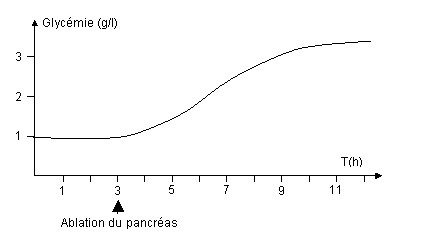 Glycémie (g/l)
3
2
1
T(h)
1 3 5 7 9 11
Ablation du pancréas